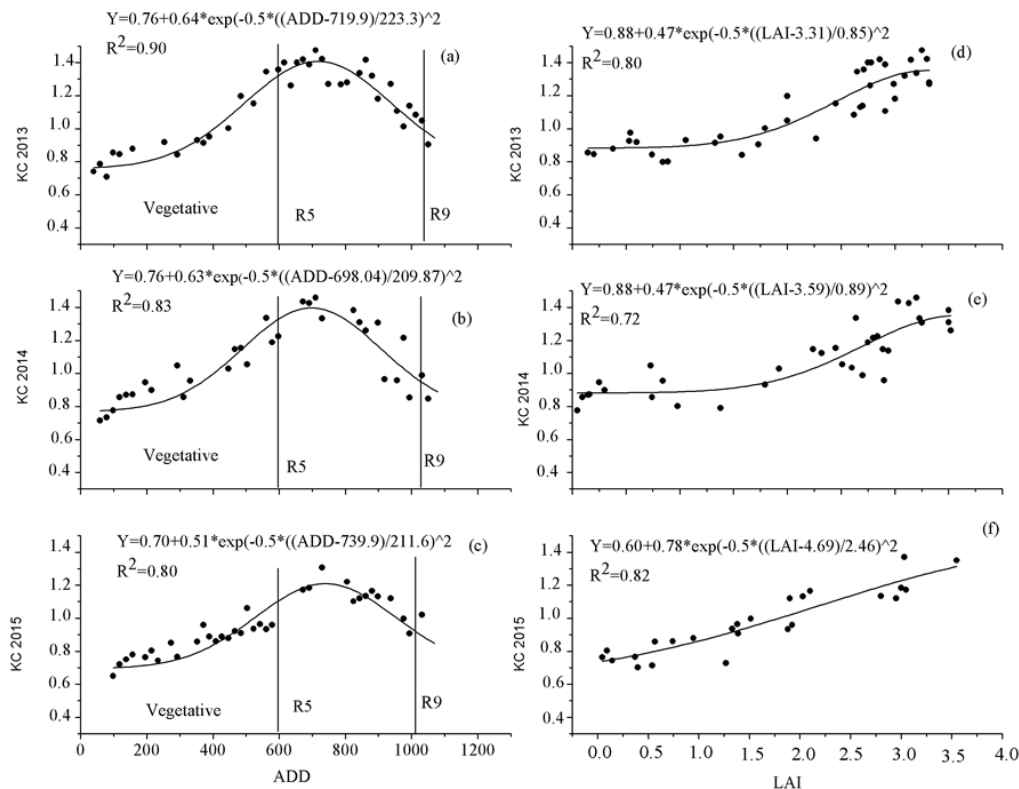 Y=0.76+0.64*exp(-0.5*((ADD-719.9)/223.3)^2
R2=0.90
(a)
1.4
1.2
1.0
0.8
0.6
0.4
KC 2013
Vegetative
R5
R9
Y=0.88+0.47*exp(-0.5*((LAI-3.31)/0.85)^2
R2=0.80
(d)
1.4
1.2
1.0
0.8
0.6
0.4
KC 2013
Y=0.76+0.63*exp(-0.5*((ADD-698.04)/209.87)^2
R2=0.83
(b)
1.4
1.2
1.0
0.8
0.6
0.4
KC 2014
Vegetative
R5
R9
Y=0.88+0.47*exp(-0.5*((LAI-3.59)/0.89)^2
R2=0.72
(e)
1.4
1.2
1.0
0.8
0.6
0.4
KC 2014
Y=0.70+0.51*exp(-0.5*((ADD-739.9)/211.6)^2
R2=0.80
(c)
1.4
1.2
1.0
0.8
0.6
0.4
KC 2015
Vegetative
R5
R9
0 200 400 600 800 1000 1200
ADD
Y=0.60+0.78*exp(-0.5*((LAI-4.69)/2.46)^2
R2=0.82
(f)
1.4
1.2
1.0
0.8
0.6
0.4
KC 2015
0.0 0.5 1.0 1.5 2.0 2.5 3.0 3.5 4.0
LAI